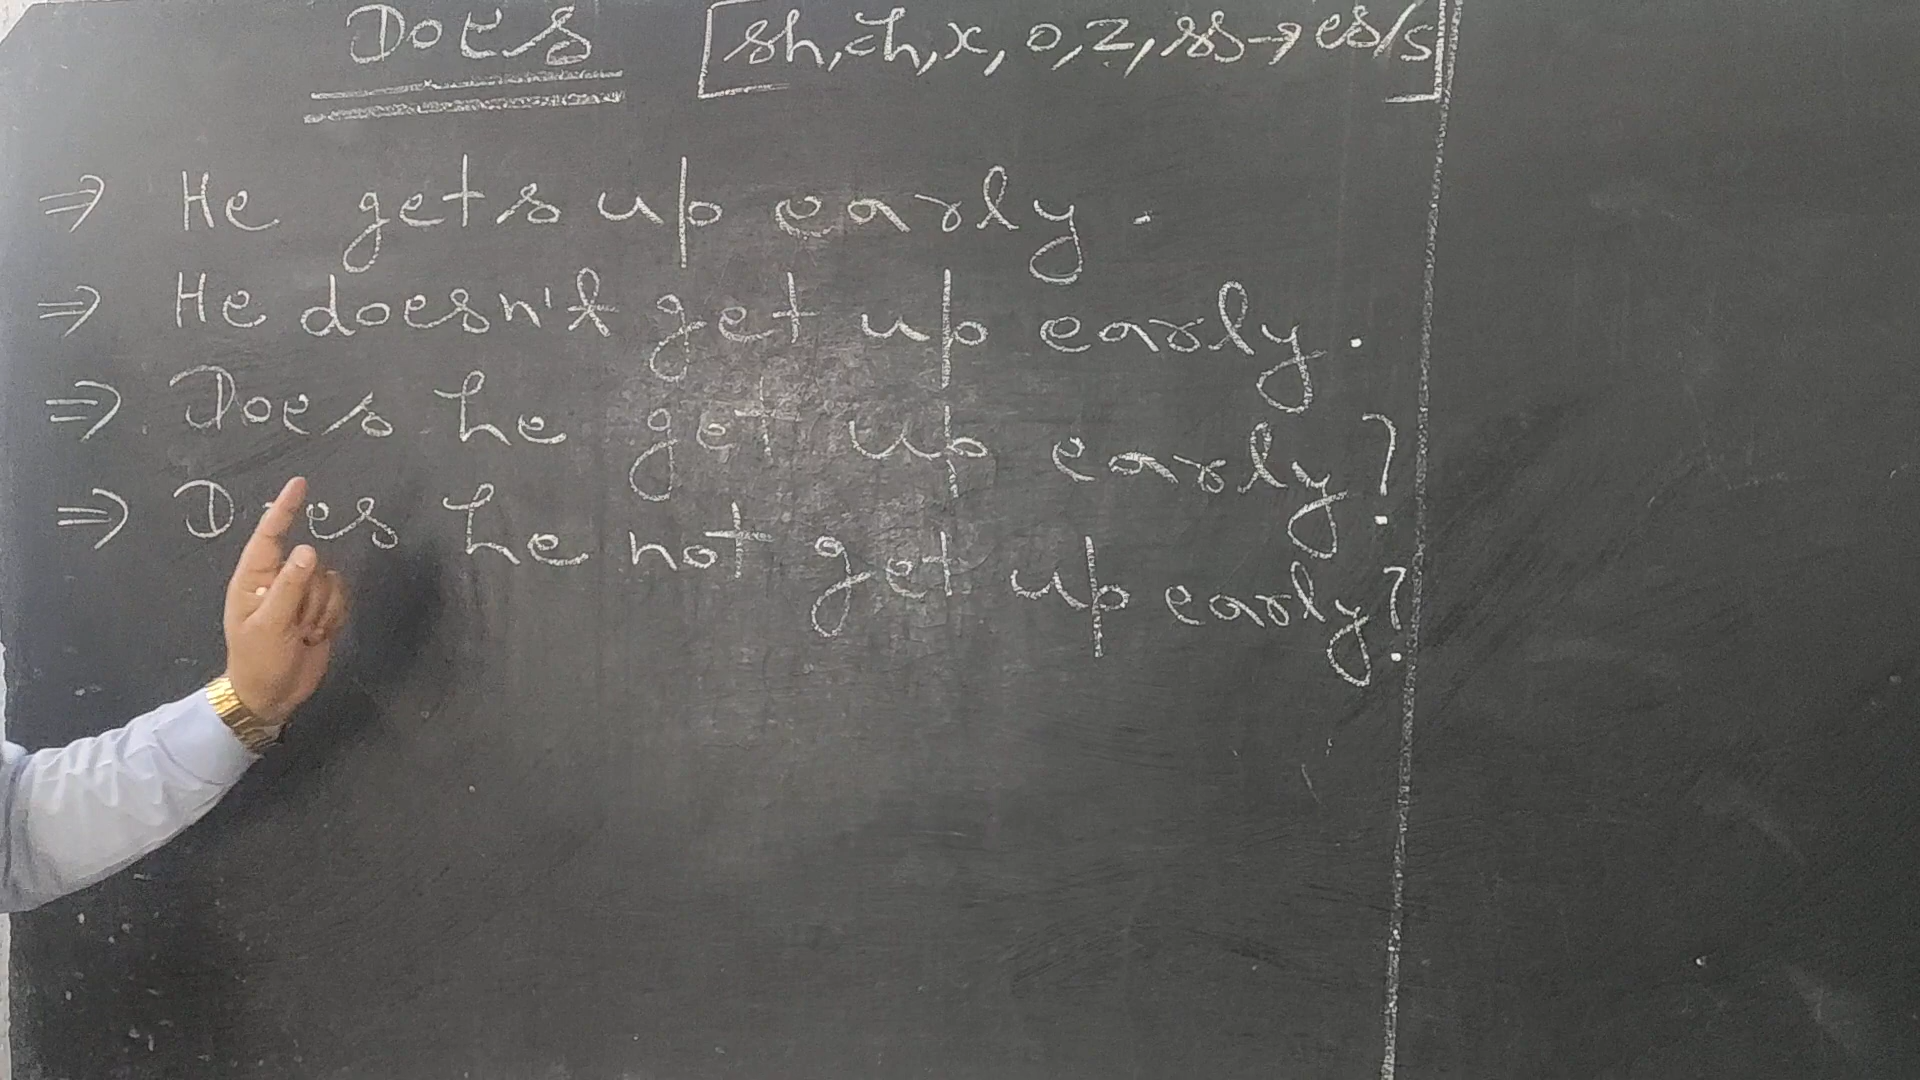 Does [sh, ch, x, o, z, ss → es/s]
⇒ He gets up early.
⇒ He doesn't get up early.
⇒ Does he get up early?
⇒ Does he not get up early?